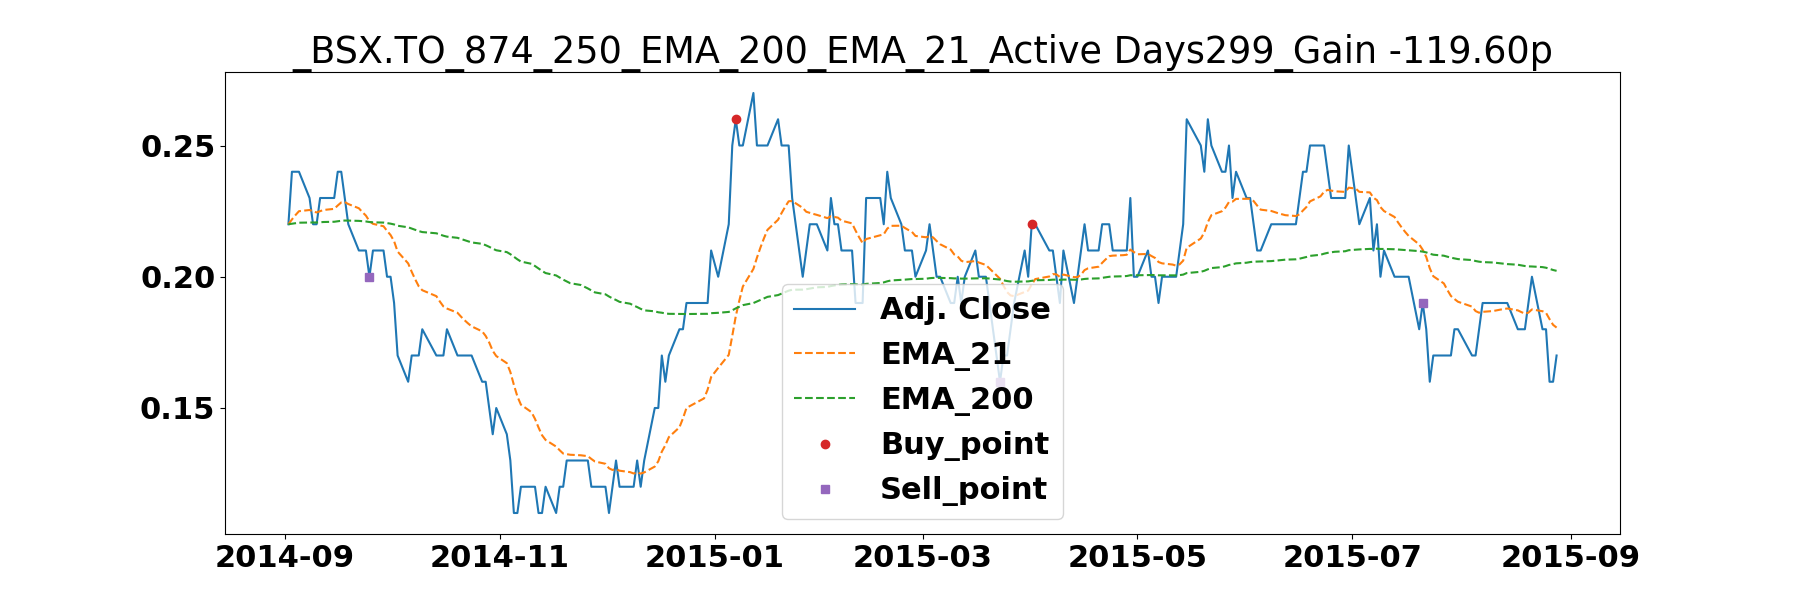 _BSX.TO_874_250_EMA_200_EMA_21_Active Days299_Gain -119.60p
0.25
0.20
0.15
Adj. Close
EMA_21
EMA_200
Buy_point
Sell_point
2014-09 2014-11 2015-01 2015-03 2015-05 2015-07 2015-09